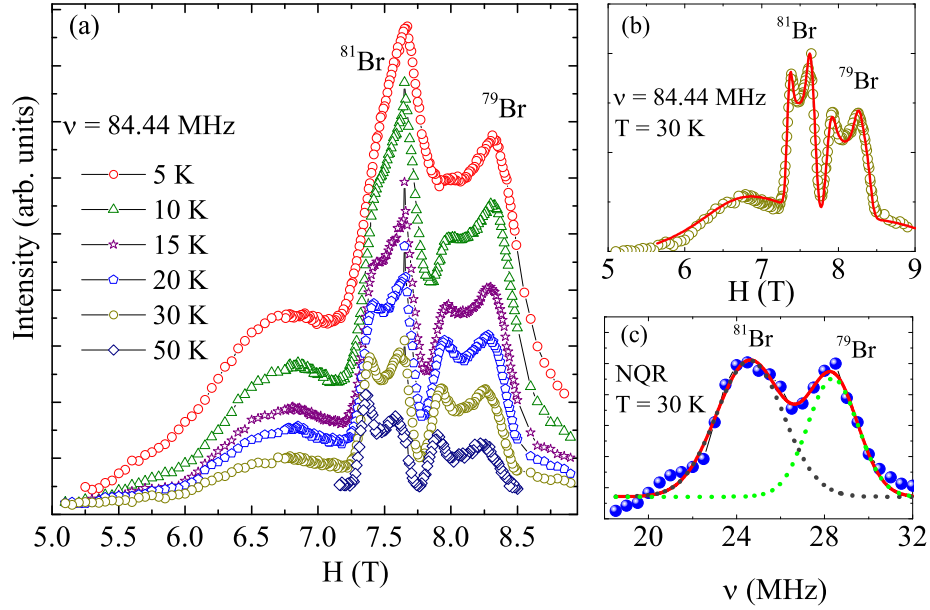 (a)
81Br
79Br
ν = 84.44 MHz
5 K
10 K
15 K
20 K
30 K
50 K
Intensity (arb. units)
5.0 5.5 6.0 6.5 7.0 7.5 8.0 8.5
H (T)
(b)
81Br
79Br
ν = 84.44 MHz
T = 30 K
5 6 7 8 9
H (T)
(c)
81Br
79Br
NQR
T = 30 K
20 24 28 32
ν (MHz)